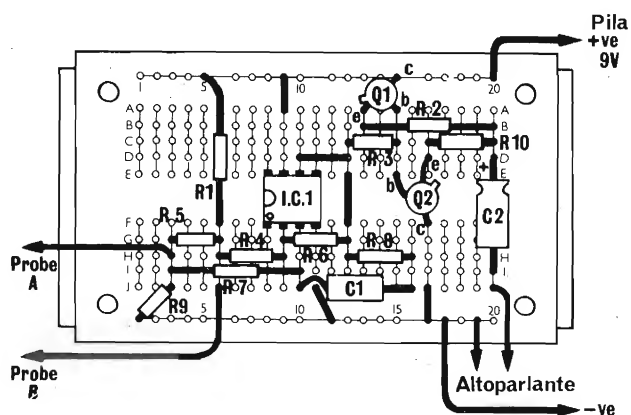 Pila
+ve
9V
1 5 10 20
c
Q1
A
B
C
D
E
A
B
C
D
E
b
e
R 2
R 10
R 3
R1
I.C.1
e
b
Q2
c
+
C2
F
G
H
I
J
F
G
H
I
J
R 5
R 4
R 6
R 8
R 7
C1
R9
5 10 15 20
Probe
A
Probe
B
Altoparlante
-ve